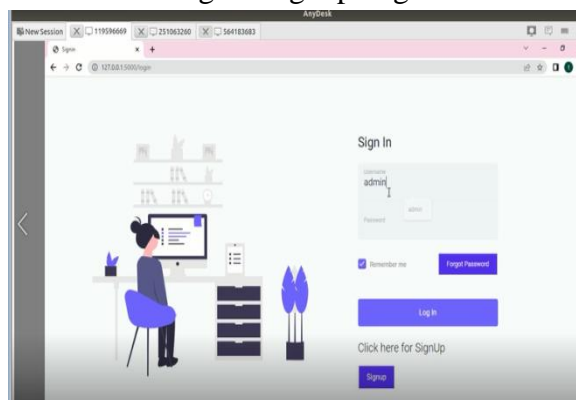 AnyDesk
New Session 119596669 251063260 564183683
Signin
127.0.0.1:5000/signin
Sign In
Username
admin
admin
Password
Remember me
Forgot Password
Log In
Click here for SignUp
Signup